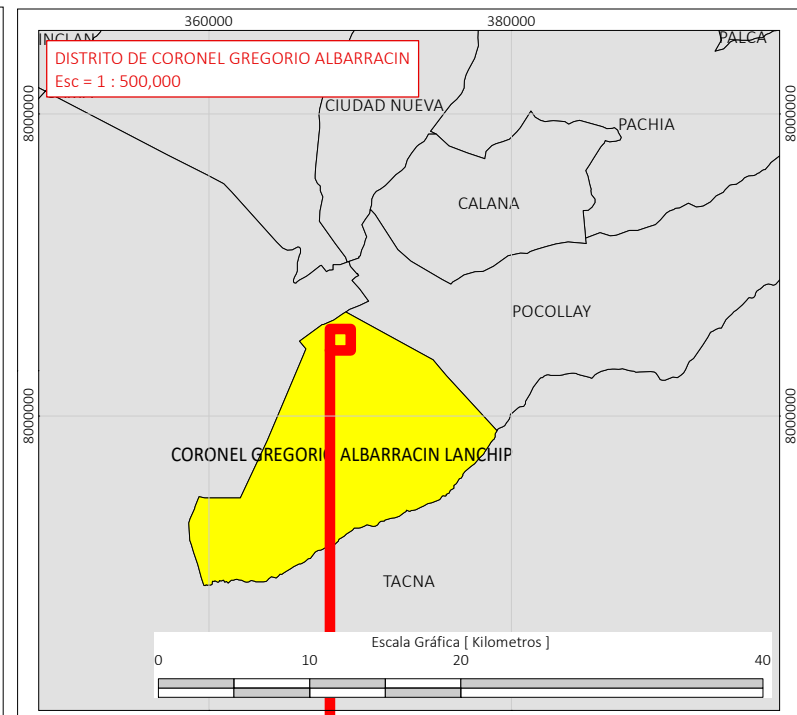 360000 380000
INCLAN
PALCA
DISTRITO DE CORONEL GREGORIO ALBARRACIN
Esc = 1 : 500,000
8000000
8000000
CIUDAD NUEVA
PACHIA
CALANA
POCOLLAY
8000000
8000000
CORONEL GREGORIO ALBARRACIN LANCHIP
TACNA
Escala Gráfica [ Kilometros ]
0 10 20 40